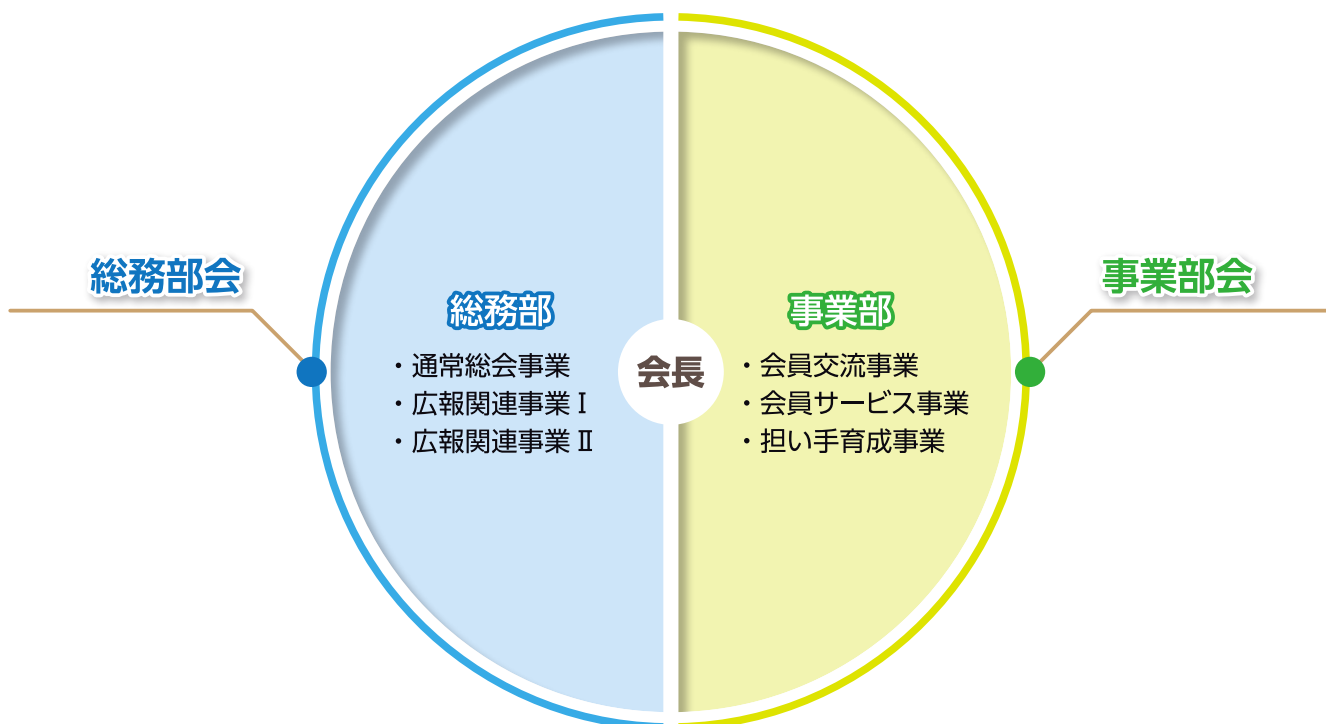 総務部会
総務部
・通常総会事業
・広報関連事業Ⅰ
・広報関連事業Ⅱ
会長
事業部
・会員交流事業
・会員サービス事業
・担い手育成事業
事業部会